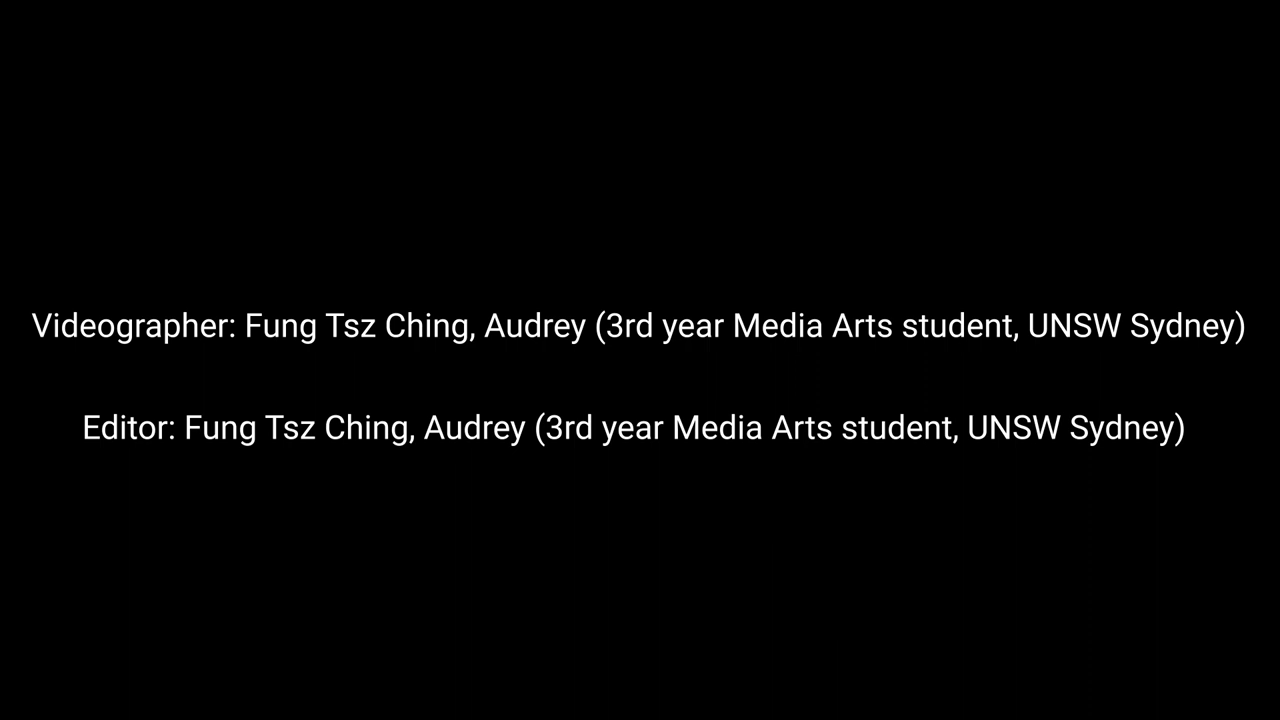 Videographer: Fung Tsz Ching, Audrey (3rd year Media Arts student, UNSW Sydney)
Editor: Fung Tsz Ching, Audrey (3rd year Media Arts student, UNSW Sydney)